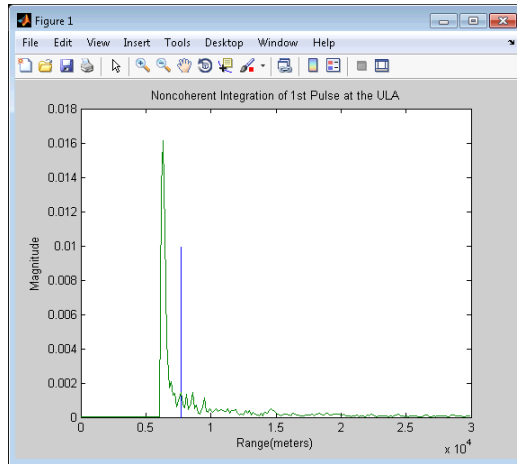 Figure 1
File Edit View Insert Tools Desktop Window Help
Noncoherent Integration of 1st Pulse at the ULA
0.018
0.016
0.014
0.012
0.01
0.008
0.006
0.004
0.002
0
Magnitude
0 0.5 1 1.5 2 2.5 3
Range(meters)
x 10^4